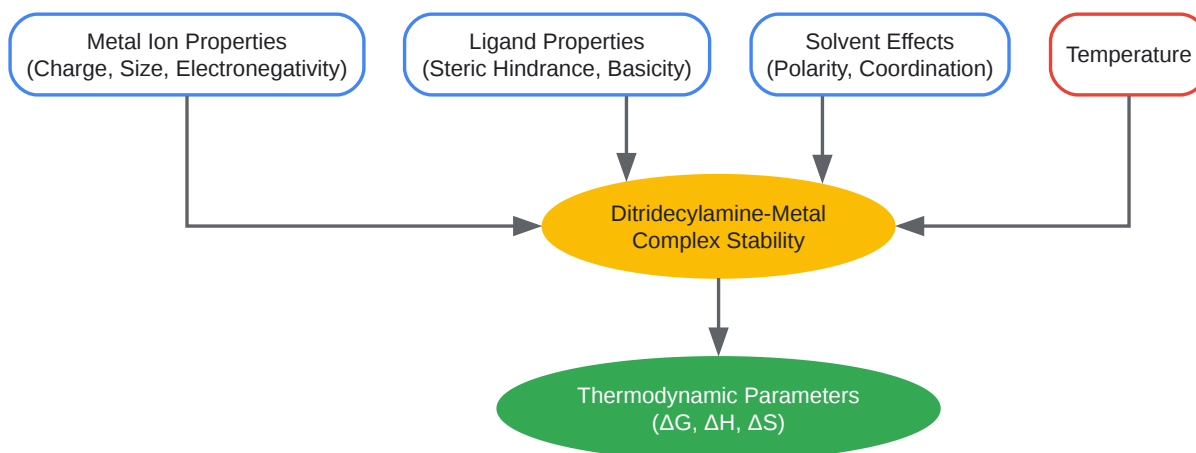 Metal Ion Properties
(Charge, Size, Electronegativity)
Ligand Properties
(Steric Hindrance, Basicity)
Solvent Effects
(Polarity, Coordination)
Temperature
Ditridecylamine-Metal
Complex Stability
Thermodynamic Parameters
(ΔG, ΔH, ΔS)